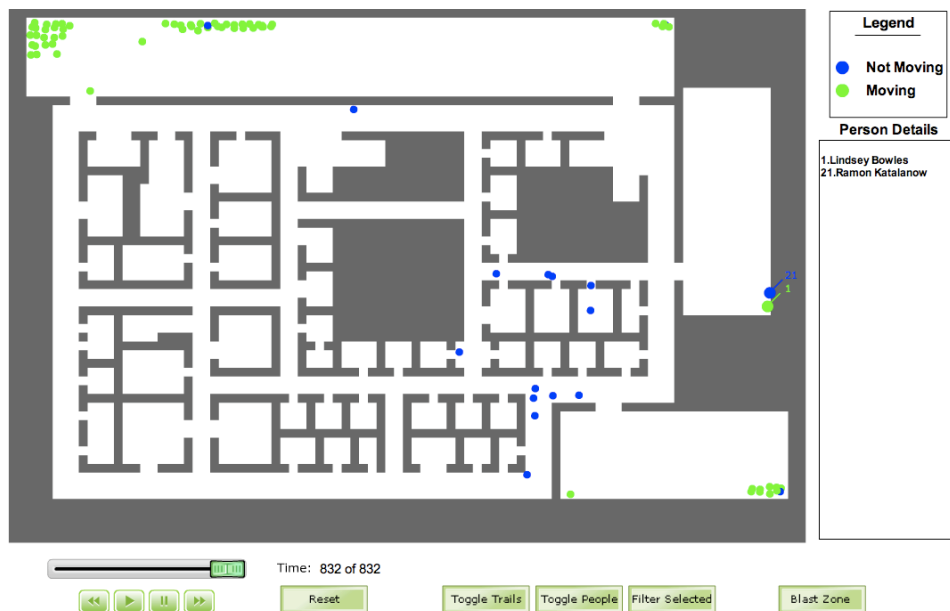 Legend
Not Moving
Moving
Person Details
1.Lindsey Bowles
21.Ramon Katalanow
21
1
Time: 832 of 832
Reset
Toggle Trails
Toggle People
Filter Selected
Blast Zone